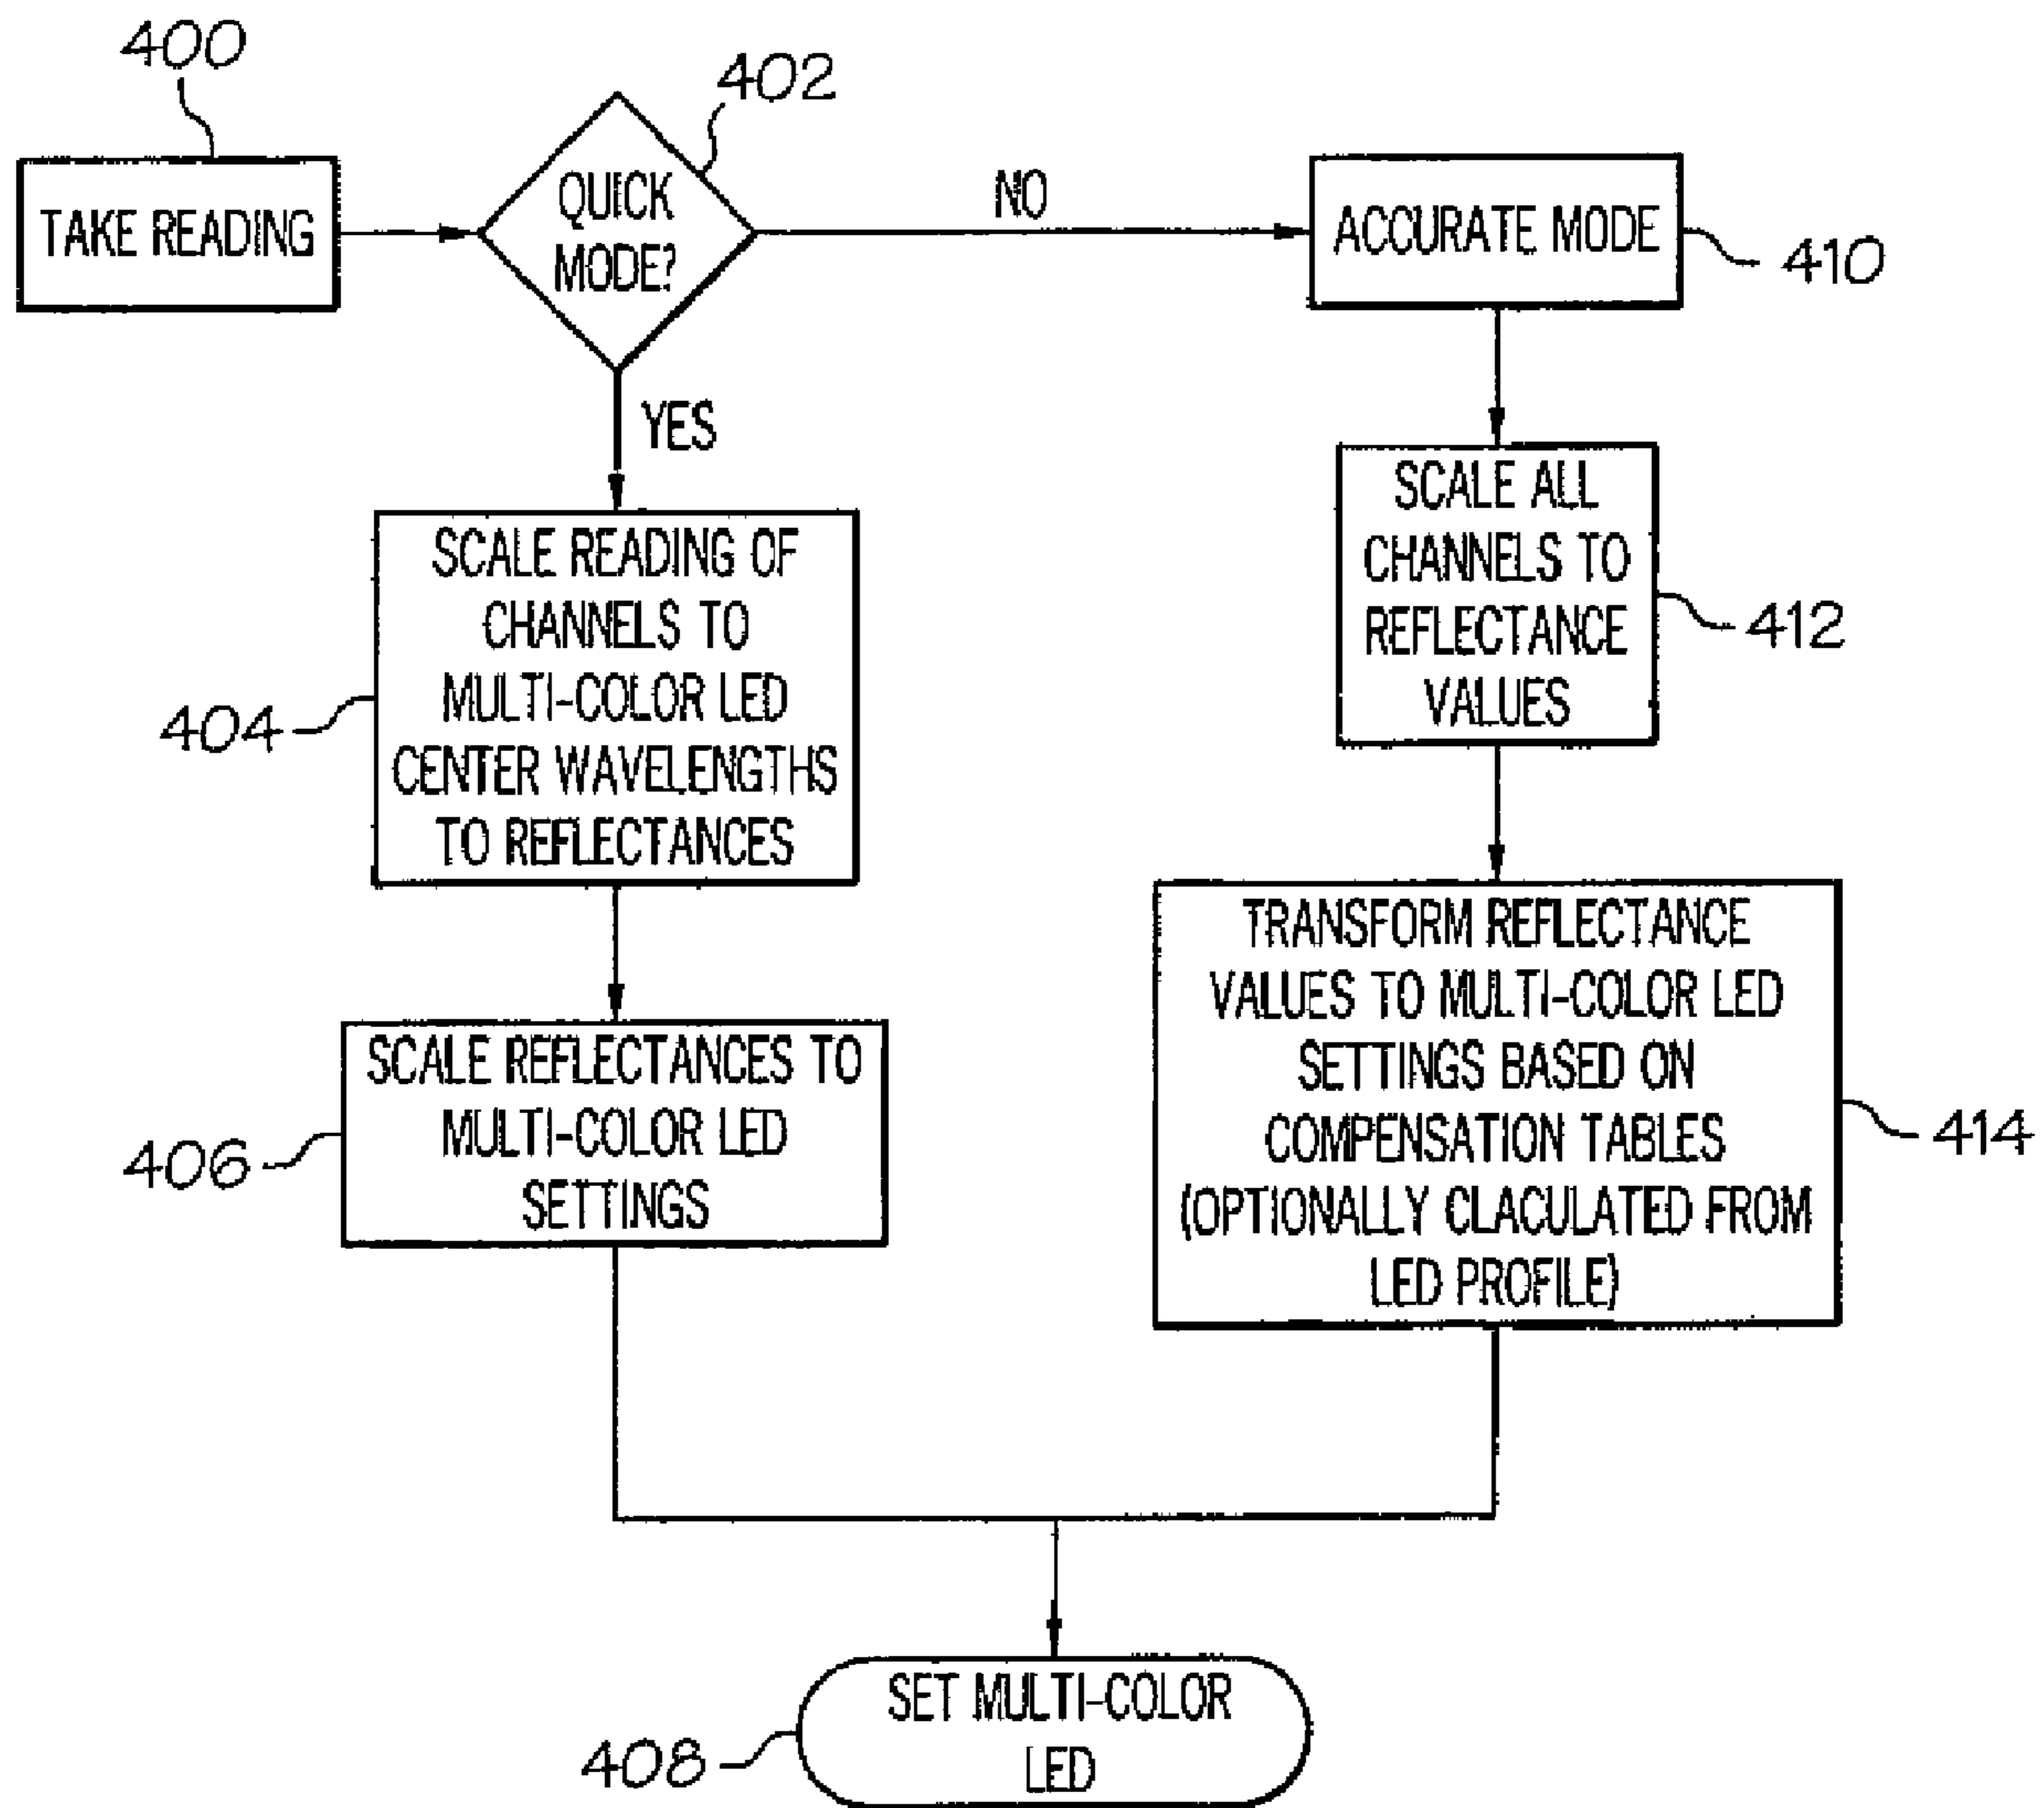 400
TAKE READING
402
QUICK
MODE?
NO
ACCURATE MODE
410
YES
SCALE READING OF
CHANNELS TO
MULTI-COLOR LED
CENTER WAVELENGTHS
TO REFLECTANCES
404
SCALE ALL
CHANNELS TO
REFLECTANCE
VALUES
412
SCALE REFLECTANCES TO
MULTI-COLOR LED
SETTINGS
406
TRANSFORM REFLECTANCE
VALUES TO MULTI-COLOR LED
SETTINGS BASED ON
COMPENSATION TABLES
(OPTIONALLY CLACULATED FROM
LED PROFILE)
414
SET MULTI-COLOR
LED
408